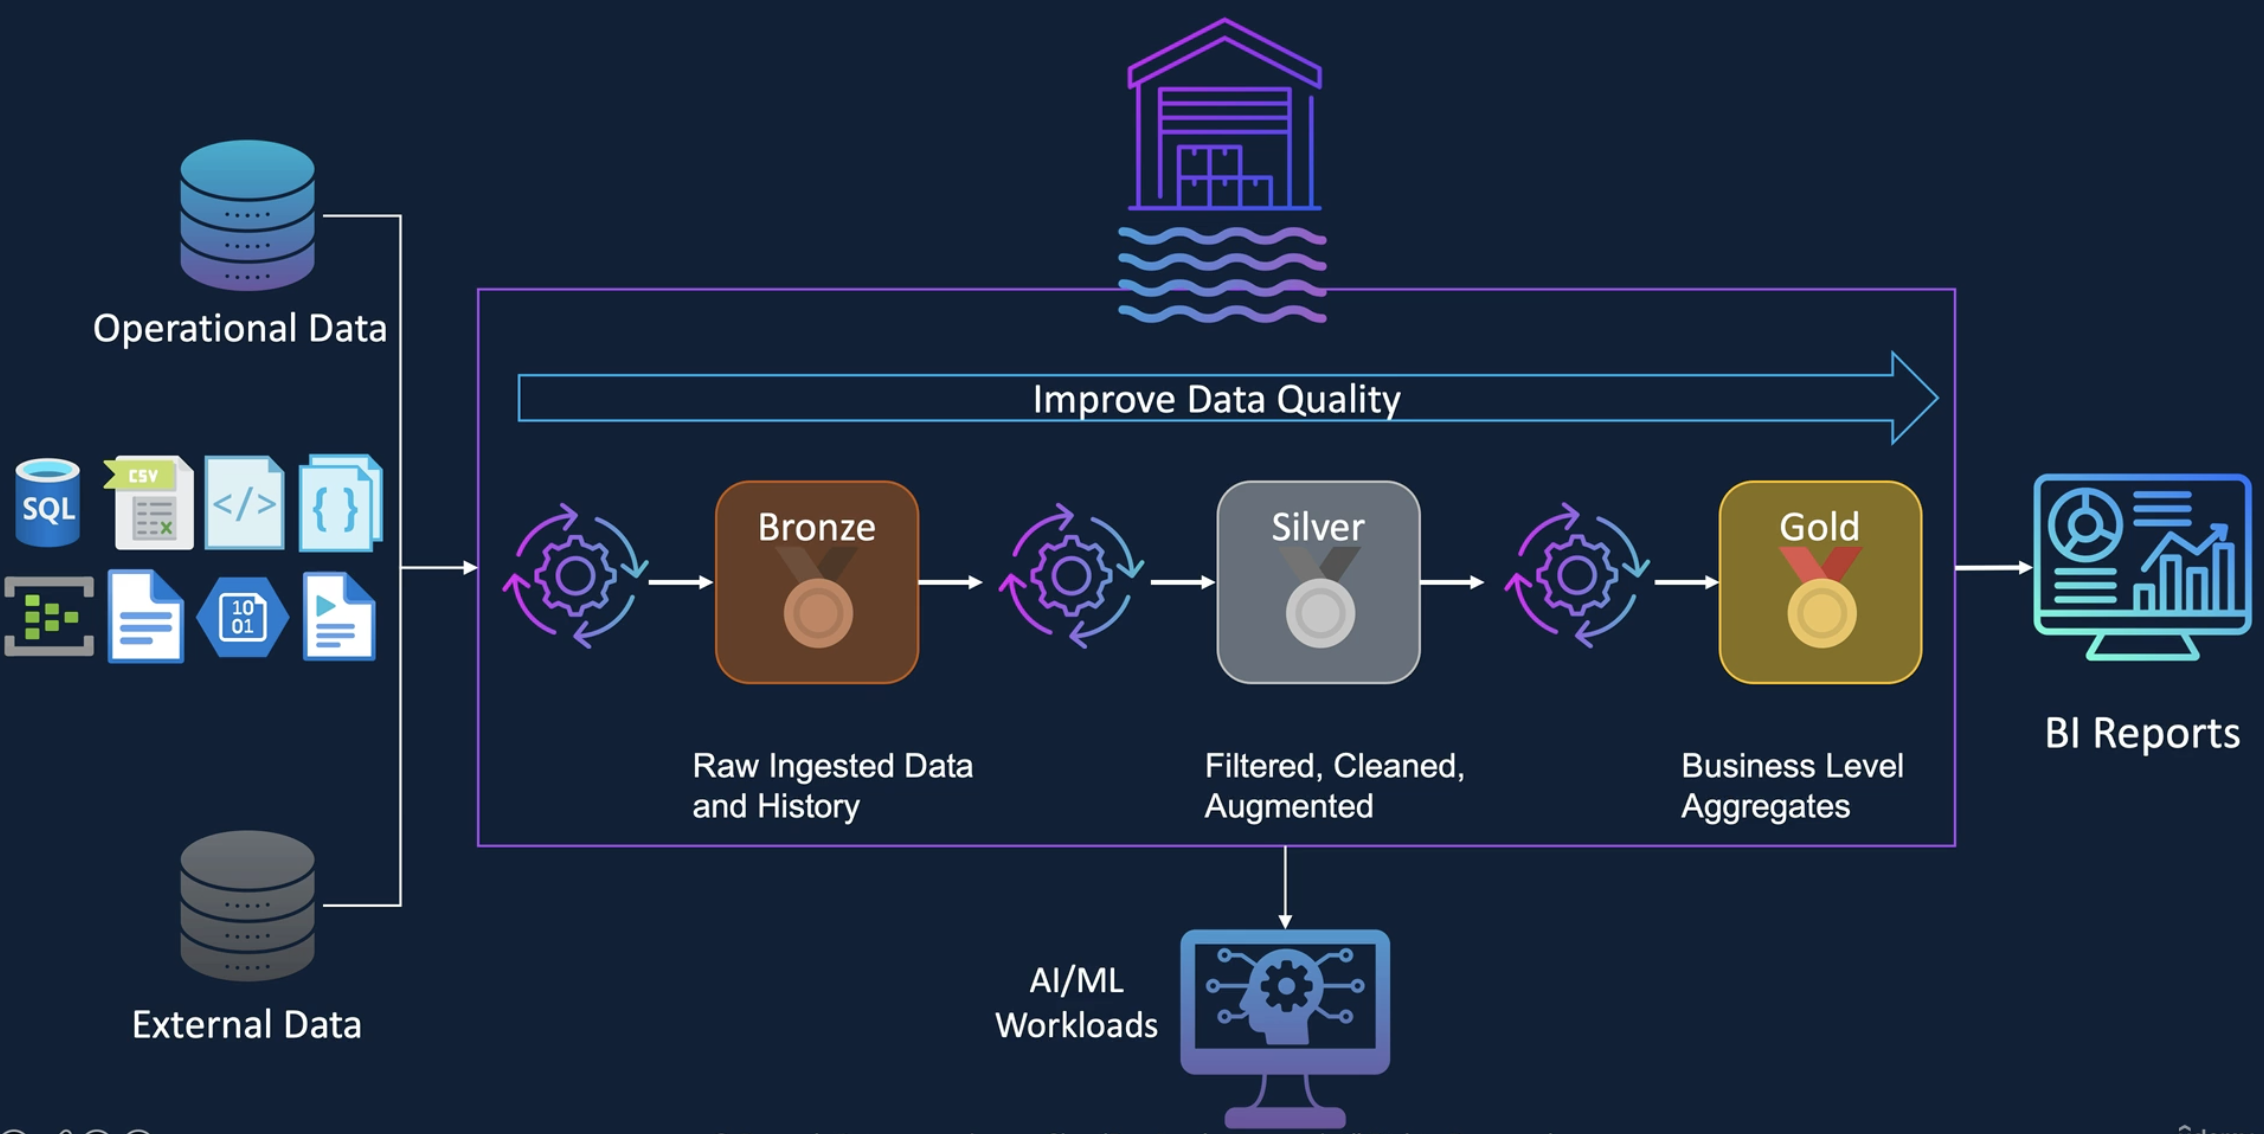 Operational Data
Improve Data Quality
SQL
CSV
</>
{ }
10
01
Bronze
Silver
Gold
Raw Ingested Data
and History
Filtered, Cleaned,
Augmented
Business Level
Aggregates
BI Reports
External Data
AI/ML
Workloads